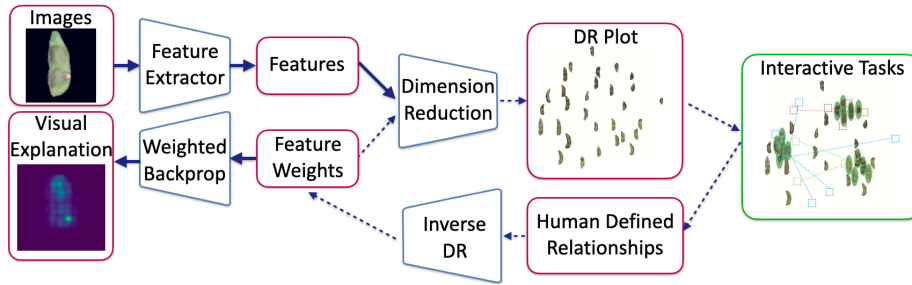 Images
Feature
Extractor
Features
Dimension
Reduction
DR Plot
Interactive Tasks
Visual
Explanation
Weighted
Backprop
Feature
Weights
Inverse
DR
Human Defined
Relationships